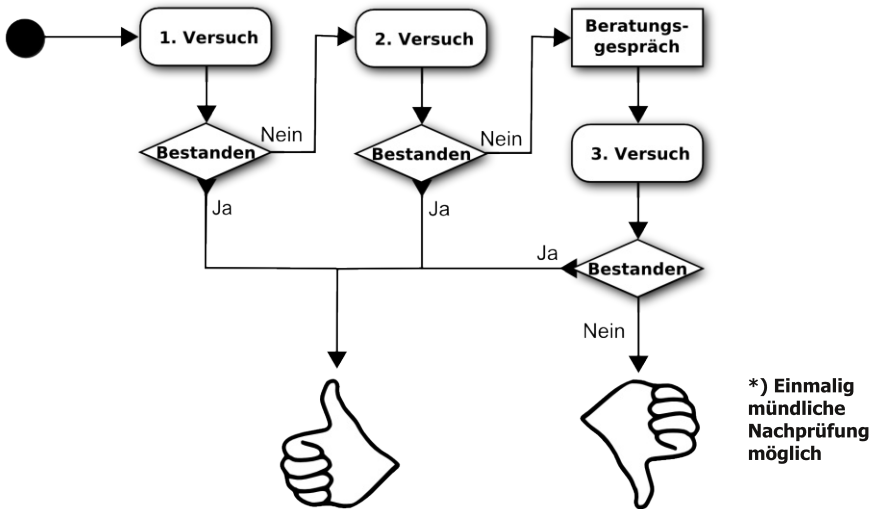 1. Versuch
2. Versuch
Beratungs-
gespräch
Nein
Nein
Bestanden
Bestanden
3. Versuch
Ja
Ja
Ja
Bestanden
Nein
*) Einmalig
mündliche
Nachprüfung
möglich